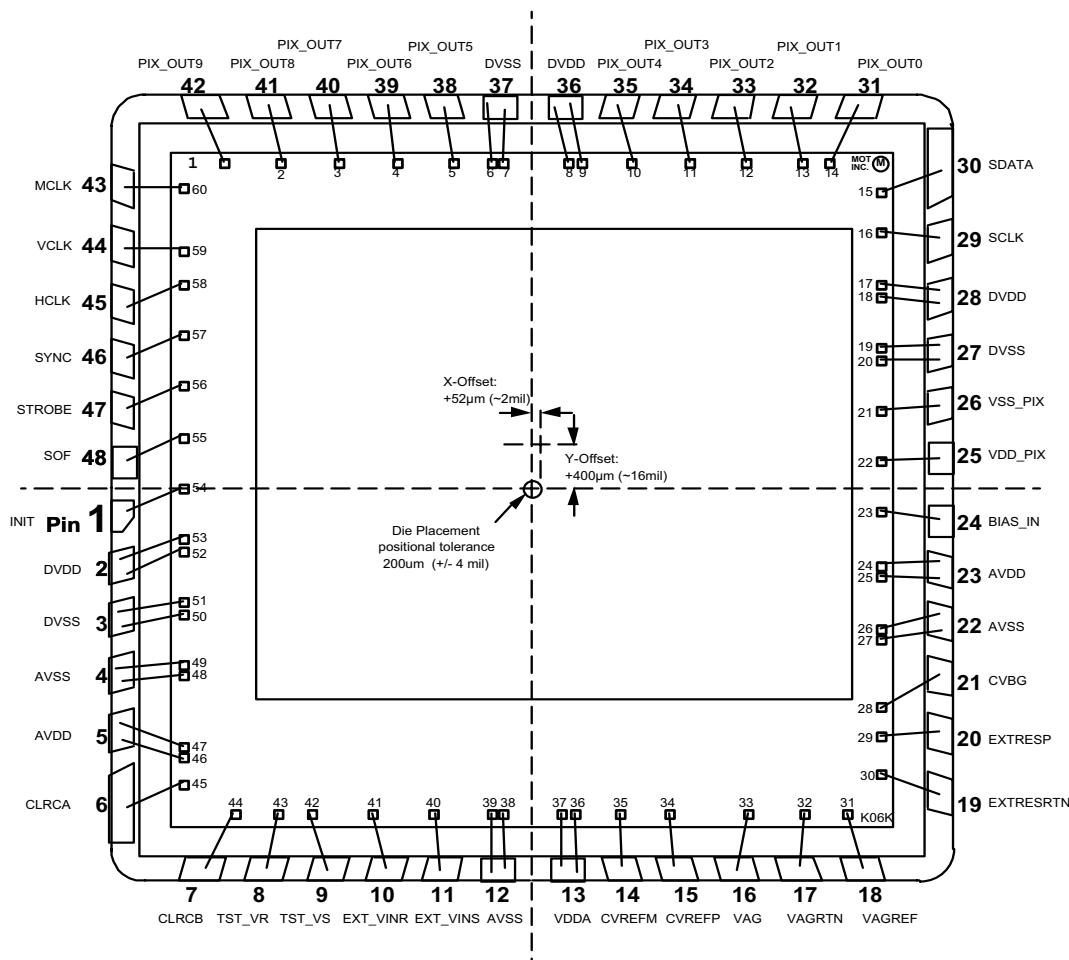 PIX_OUT7 PIX_OUT5 PIX_OUT3 PIX_OUT1
PIX_OUT9 PIX_OUT8 PIX_OUT6 DVSS DVDD PIX_OUT4 PIX_OUT2 PIX_OUT0
42 41 40 39 38 37 36 35 34 33 32 31
1 2 3 4 5 6 7 8 9 10 11 12 13 14
MOT
INC. M
MCLK 43 60
VCLK 44 59
HCLK 45 58
SYNC 46 57
STROBE 47 56
SOF 48 55
INIT Pin 1 54
DVDD 2 53
52
DVSS 3 51
50
AVSS 4 49
48
AVDD 5 47
46
CLRCA 6 45
X-Offset:
+52µm (~2mil)
Y-Offset:
+400µm (~16mil)
Die Placement
positional tolerance
200um (+/- 4 mil)
15 30 SDATA
16 29 SCLK
17
18 28 DVDD
19
20 27 DVSS
21 26 VSS_PIX
22 25 VDD_PIX
23 24 BIAS_IN
24
25 23 AVDD
26
27 22 AVSS
28 21 CVBG
29 20 EXTRESP
30 19 EXTRESRTN
44 43 42 41 40 39 38 37 36 35 34 33 32 31
K06K
7 8 9 10 11 12 13 14 15 16 17 18
CLRCB TST_VR TST_VS EXT_VINR EXT_VINS AVSS VDDA CVREFM CVREFP VAG VAGRTN VAGREF